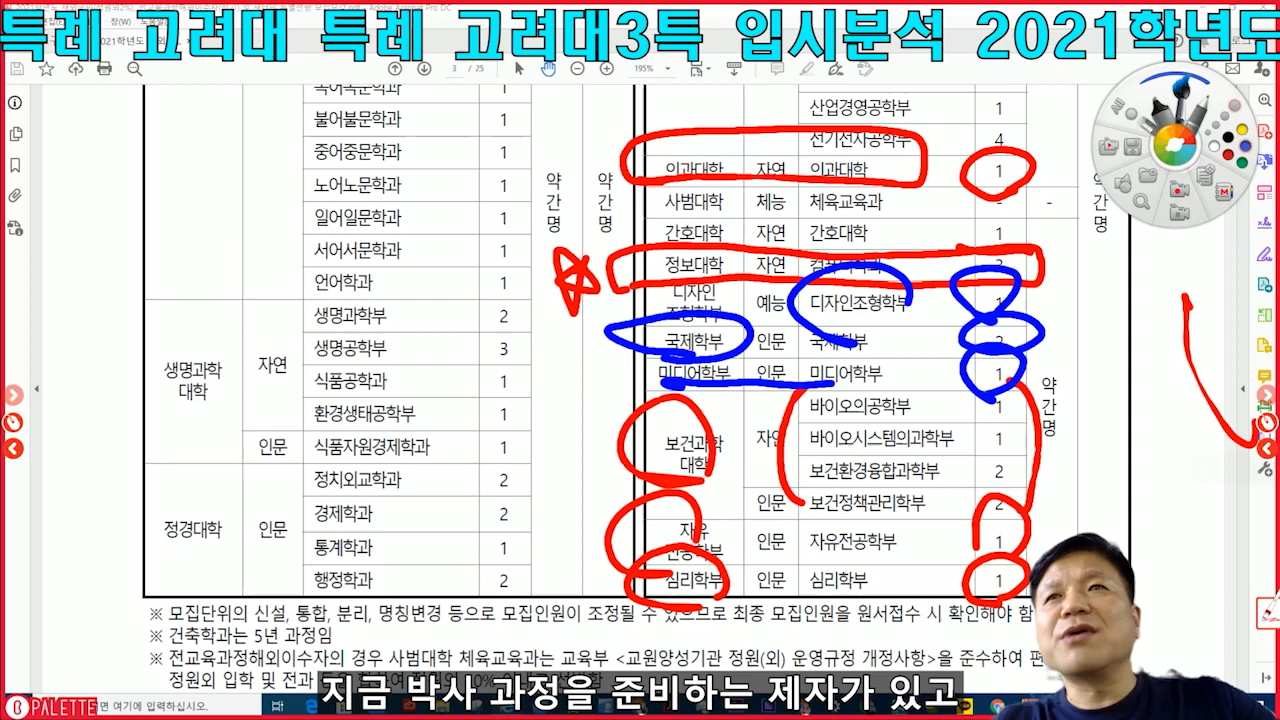 특례 고려대 특례 고려대3특 입시분석 2021학년도
3 / 25
195%
불어불문학과 1
중어중문학과 1
노어노문학과 1
일어일문학과 1
서어서문학과 1
언어학과 1
약간명 약간명
생명과학대학 자연 생명과학부 2
생명공학부 3
식품공학과 1
환경생태공학부 1
인문 식품자원경제학과 1
정경대학 인문 정치외교학과 2
경제학과 2
통계학과 1
행정학과 2
산업경영공학부 1
전기전자공학부 4
의과대학 자연 의과대학 1
사범대학 체능 체육교육과 - -
간호대학 자연 간호대학 1
정보대학 자연
디자인조형학부 예능 디자인조형학부 1
국제학부 인문 국제학부 2
미디어학부 인문 미디어학부 1
약간명
보건과학대학 자연 바이오의공학부 1
바이오시스템의과학부 1
보건환경융합과학부 2
인문 보건정책관리학부 2
자유전공학부 인문 자유전공학부 1
심리학부 인문 심리학부 1
※ 모집단위의 신설, 통합, 분리, 명칭변경 등으로 모집인원이 조정될 수 있으므로 최종 모집인원을 원서접수 시 확인해야 함
※ 건축학과는 5년 과정임
※ 전교육과정해외이수자의 경우 사범대학 체육교육과는 교육부 <교원양성기관 정원(외) 운영규정 개정사항>을 준수하여 편
정원외 입학 및 전과
지금 박사 과정을 준비하는 제자가 있고
PALETTE
여기에 입력하십시오.